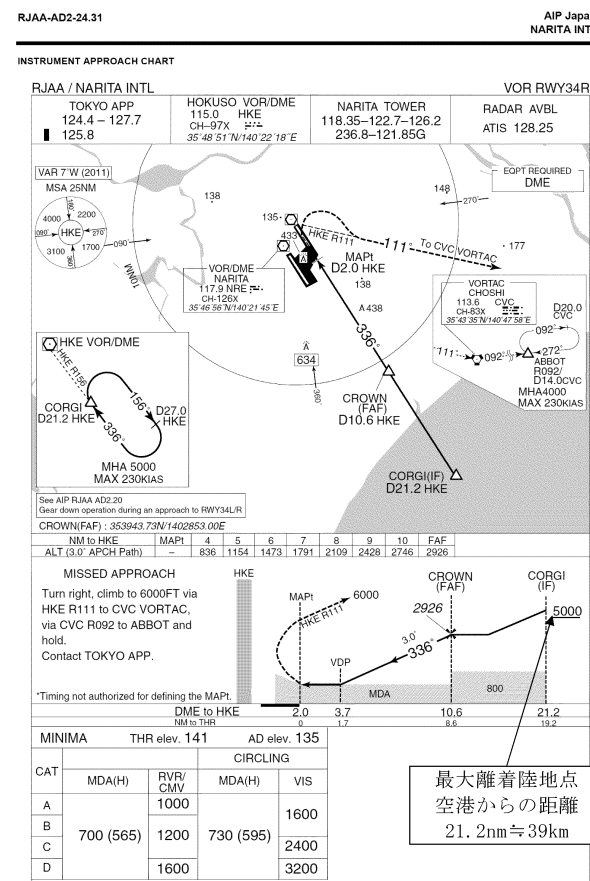 RJAA-AD2-24.31
AIP Japa
NARITA INT
INSTRUMENT APPROACH CHART
RJAA / NARITA INTL
VOR RWY34R
TOKYO APP
124.4 – 127.7
125.8
HOKUSO VOR/DME
115.0 HKE
CH–97X
35°48´51˝N/140°22´18˝E
NARITA TOWER
118.35–122.7–126.2
236.8–121.85G
RADAR AVBL
ATIS 128.25
VAR 7°W (2011)
MSA 25NM
180°
4000
2200
090°
HKE
270°
3100
1700
360°
090°
10NM
138
148
270°
EQPT REQUIRED
DME
135
433
HKE R111
111°
To CVC VORTAC
177
MAPt
D2.0 HKE
138
438
VOR/DME
NARITA
117.9 NRE
CH-126X
35°46´56˝N/140°21´45˝E
VORTAC
CHOSHI
113.6 CVC
CH-83X
35°43´35˝N/140°47´58˝E
D20.0
CVC
092°
111°
092°
272°
ABBOT
R092/
D14.0CVC
MHA4000
MAX 230KIAS
336°
634
360°
CROWN
(FAF)
D10.6 HKE
CORGI(IF)
D21.2 HKE
HKE VOR/DME
HKE R156
CORGI
D21.2 HKE
156°
336°
D27.0
HKE
MHA 5000
MAX 230KIAS
See AIP RJAA AD2.20
Gear down operation during an approach to RWY34L/R
CROWN(FAF) : 353943.73N/1402853.00E
NM to HKE MAPt 4 5 6 7 8 9 10 FAF
ALT (3.0° APCH Path) – 836 1154 1473 1791 2109 2428 2746 2926
MISSED APPROACH
Turn right, climb to 6000FT via
HKE R111 to CVC VORTAC,
via CVC R092 to ABBOT and
hold.
Contact TOKYO APP.
*Timing not authorized for defining the MAPt.
HKE
MAPt
6000
HKE R111
CROWN
(FAF)
2926
CORGI
(IF)
5000
3.0°
336°
VDP
MDA
800
DME to HKE 2.0 3.7 10.6 21.2
NM to THR 0 1.7 8.6 19.2
MINIMA THR elev. 141 AD elev. 135
CAT
CIRCLING
MDA(H)
RVR/
CMV
MDA(H)
VIS
A
B
C
D
700 (565)
1000
1200
1600
730 (595)
1600
2400
3200
最大離着陸地点
空港からの距離
21.2nm≒39km